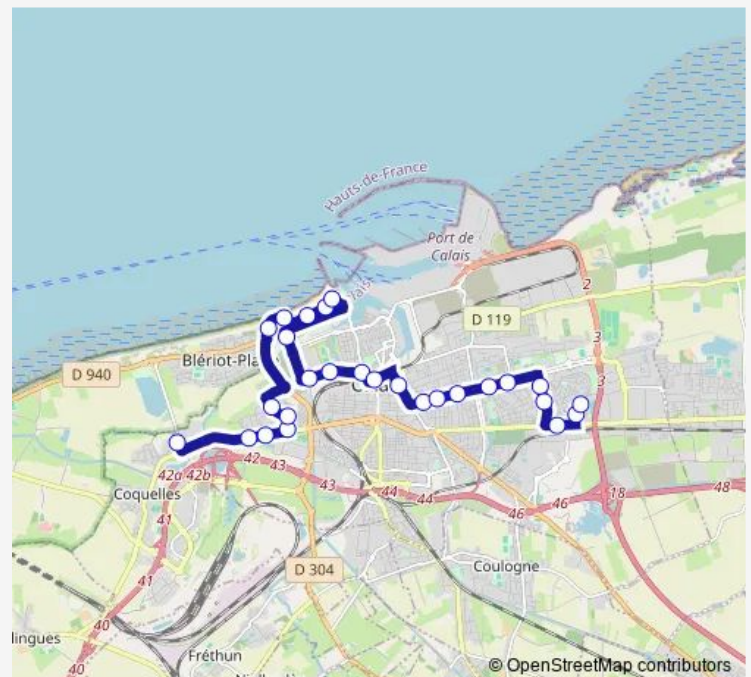 Hauts-de-France
Port de
Calais
2
D 119
3
Blériot-Pla
D 940
3
42
43
42a 42b
43
44
44
46
46
18
48
Coquelles
41
D 304
Coulogne
41
40
lingues
Fréthun
40
© OpenStreetMap contributors